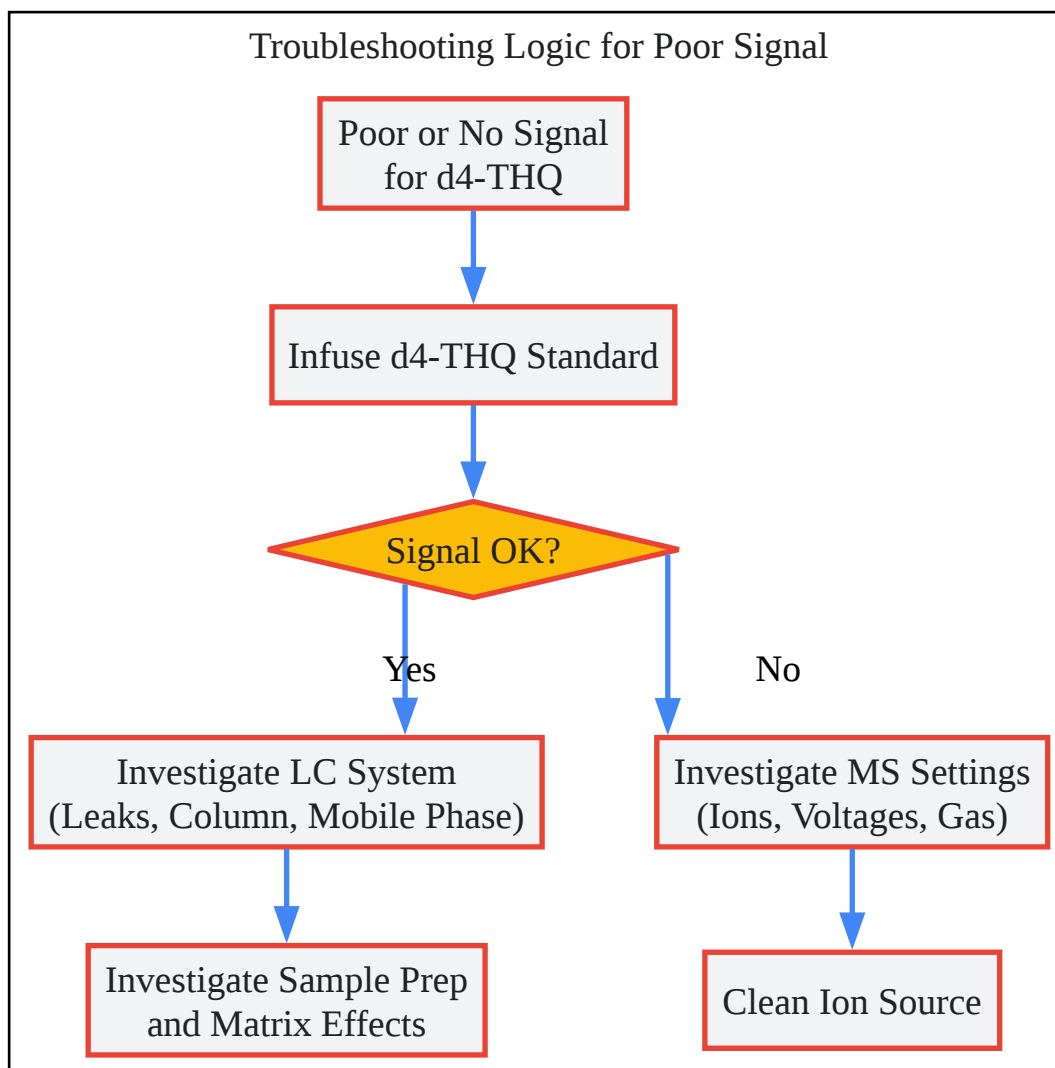 Troubleshooting Logic for Poor Signal
Poor or No Signal
for d4-THQ
Infuse d4-THQ Standard
Signal OK?
Yes
No
Investigate LC System
(Leaks, Column, Mobile Phase)
Investigate MS Settings
(Ions, Voltages, Gas)
Investigate Sample Prep
and Matrix Effects
Clean Ion Source